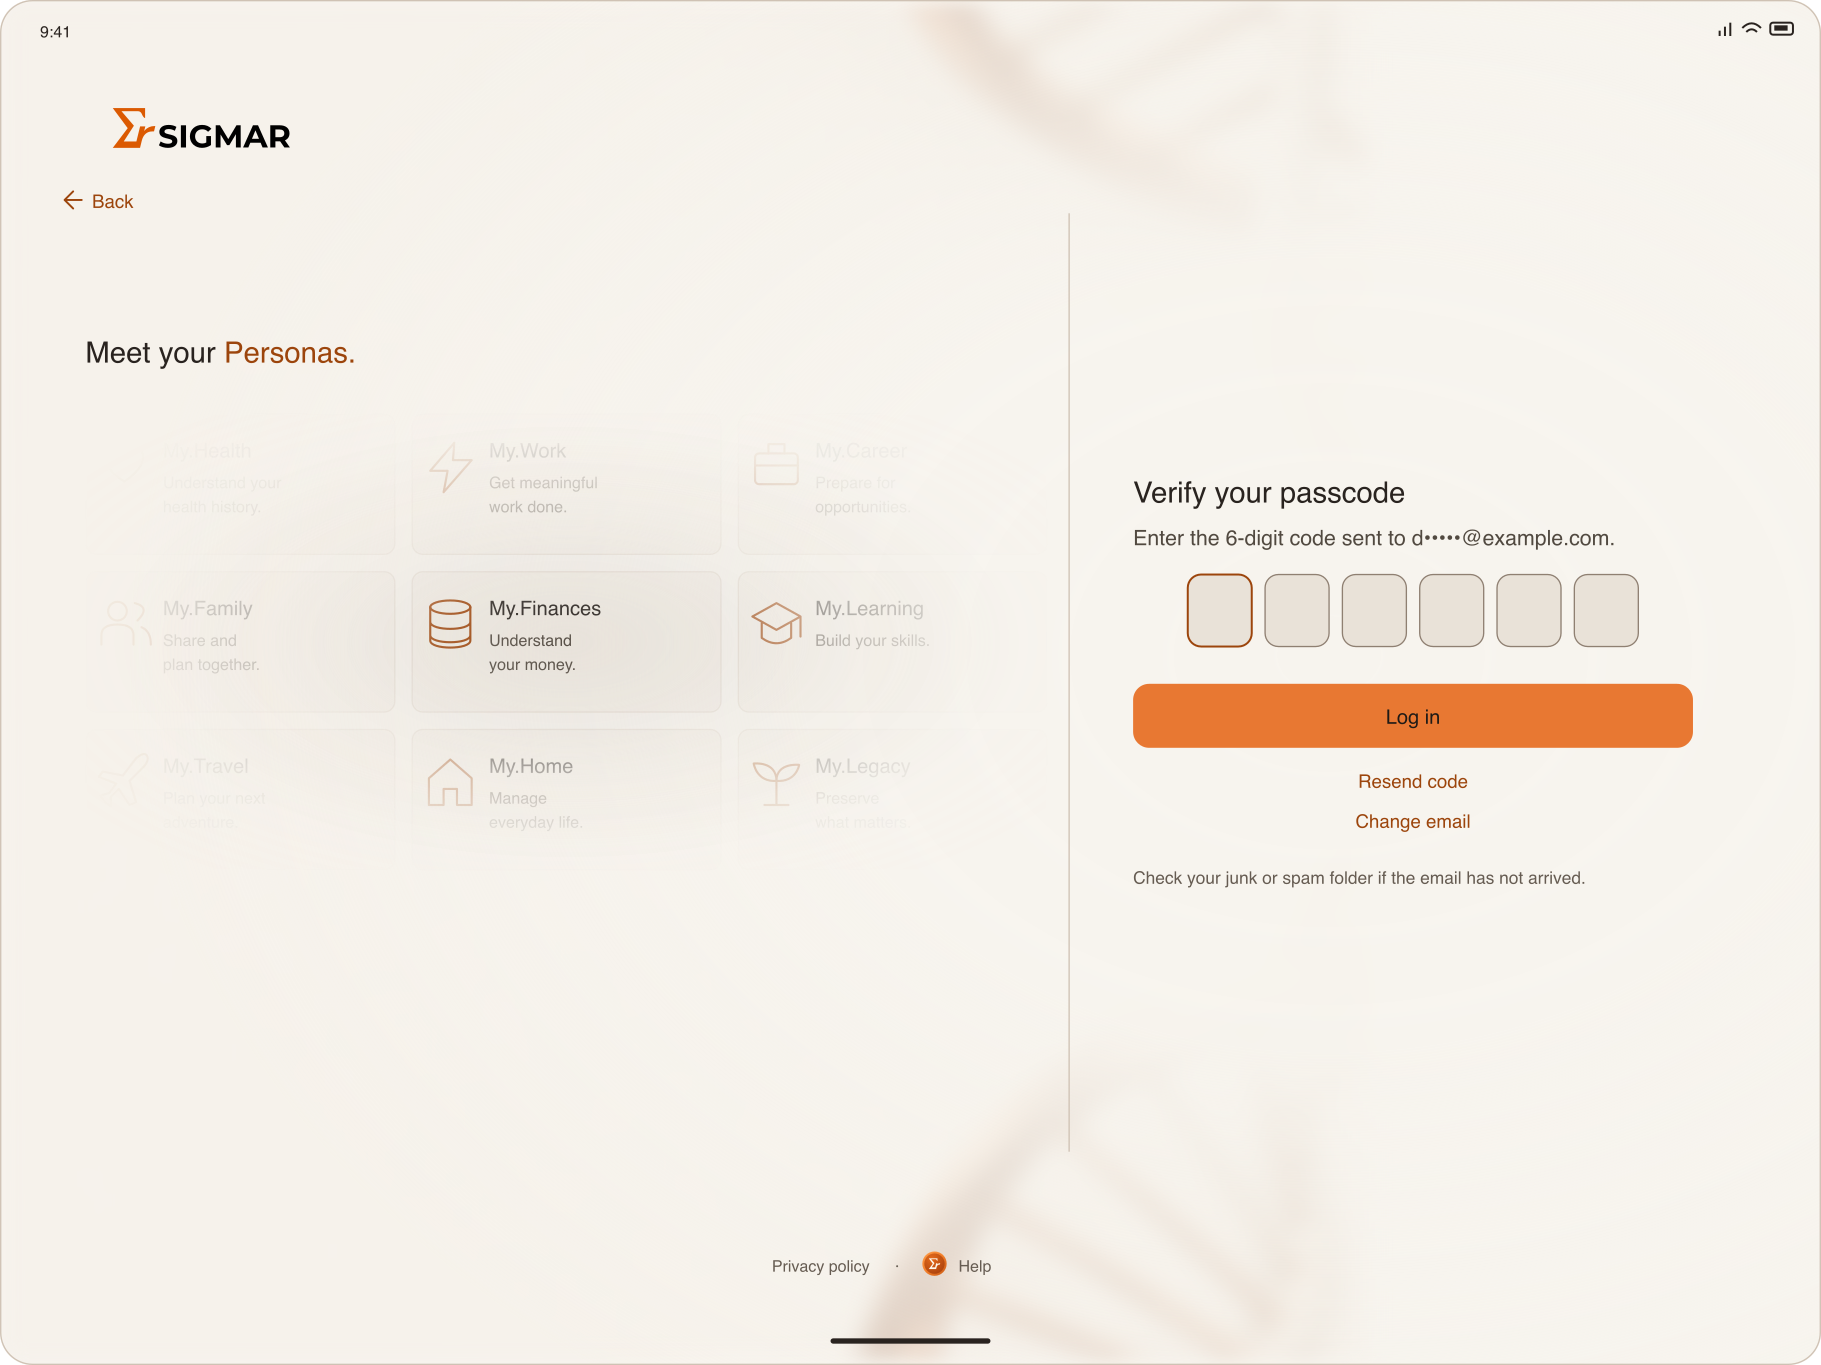 9:41
SIGMAR
Back
Meet your Personas.
My.Health
Understand your
health history.
My.Work
Get meaningful
work done.
My.Career
Prepare for
opportunities.
My.Family
Share and
plan together.
My.Finances
Understand
your money.
My.Learning
Build your skills.
My.Travel
Plan your next
adventure.
My.Home
Manage
everyday life.
My.Legacy
Preserve
what matters.
Verify your passcode
Enter the 6-digit code sent to d•••••@example.com.
Log in
Resend code
Change email
Check your junk or spam folder if the email has not arrived.
Privacy policy · Help